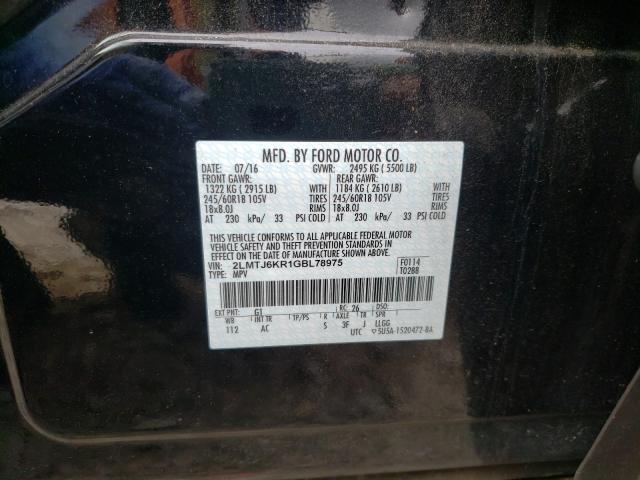 MFD. BY FORD MOTOR CO.
DATE: 07/16 GVWR: 2495 KG ( 5500 LB)
FRONT GAWR: REAR GAWR:
1322 KG ( 2915 LB) WITH 1184 KG ( 2610 LB) WITH
245/60R18 105V TIRES 245/60R18 105V TIRES
18x8.0J RIMS 18x8.0J RIMS
AT 230 kPa/ 33 PSI COLD AT 230 kPa/ 33 PSI COLD
THIS VEHICLE CONFORMS TO ALL APPLICABLE FEDERAL MOTOR
VEHICLE SAFETY AND THEFT PREVENTION STANDARDS IN EFFECT
ON THE DATE OF MANUFACTURE SHOWN ABOVE.
VIN: 2LMTJ6KR1GBL78975 F0114
TYPE: MPV T0288
EXT PNT: G1 RC: 26 DSO:
WB INT TR TP/PS R AXLE TR SPR
112 AC S 3F J LLGG
UTC ▽5U5A-1520472-BA